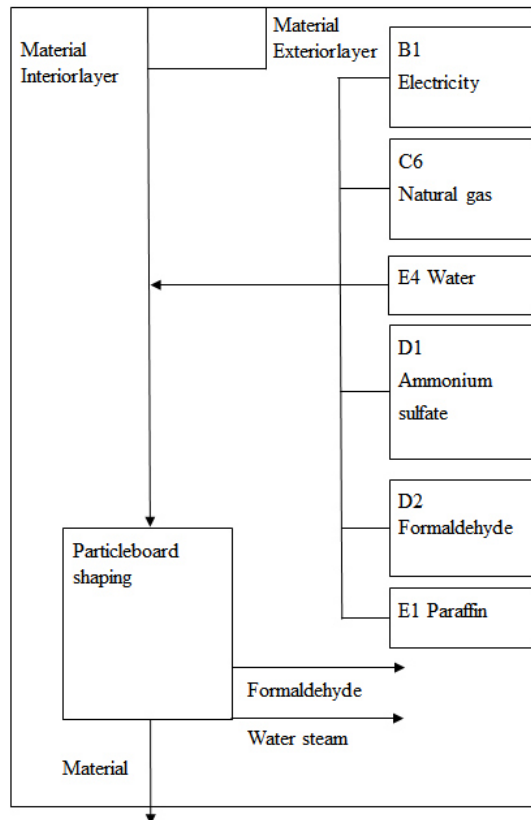 Material
Interiorlayer
Material
Exteriorlayer
B1
Electricity
C6
Natural gas
E4 Water
D1
Ammonium
sulfate
D2
Formaldehyde
E1 Paraffin
Particleboard
shaping
Formaldehyde
Water steam
Material